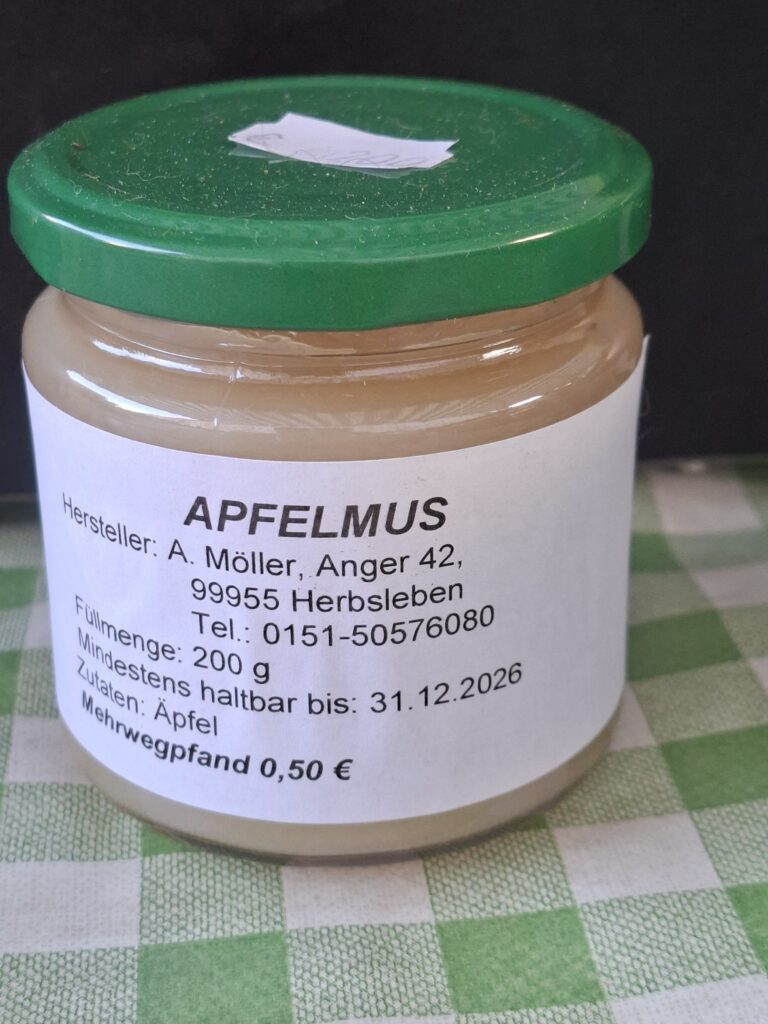 APFELMUS
Hersteller: A. Möller, Anger 42,
99955 Herbsleben
Tel.: 0151-50576080
Füllmenge: 200 g
Mindestens haltbar bis: 31.12.2026
Zutaten: Äpfel
Mehrwegpfand 0,50 €